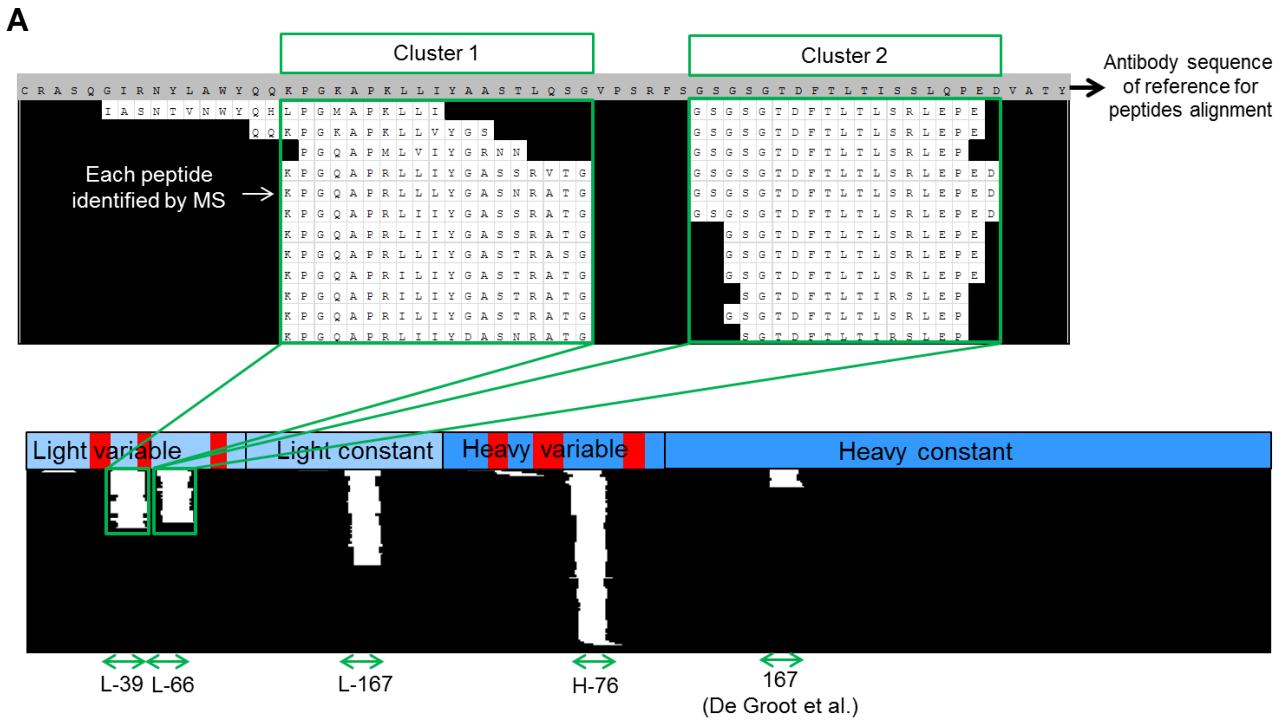 A
Cluster 1
Cluster 2
C R A S Q G I R N Y L A W Y Q Q K P G K A P K L L I Y A A S T L Q S G V P S R F S G S G S G T D F T L T I S S L Q P E D V A T Y
Antibody sequence
of reference for
peptides alignment
I A S N T V N W Y Q H L P G M A P K L L I G S G S G T D F T L T L S R L E P E
Q Q K P G K A P K L L V Y G S G S G S G T D F T L T L S R L E P E
P G Q A P M L V I Y G R N N G S G S G T D F T L T L S R L E P
Each peptide
identified by MS
K P G Q A P R L L I Y G A S S R V T G G S G S G T D F T L T L S R L E P E D
K P G Q A P R L L L Y G A S N R A T G G S G S G T D F T L T L S R L E P E D
K P G Q A P R L I I Y G A S S R A T G G S G S G T D F T L T L S R L E P E D
K P G Q A P R L I I Y G A S S R A T G G S G T D F T L T L S R L E P E
K P G Q A P R L L I Y G A S T R A S G G S G T D F T L T L S R L E P E
K P G Q A P R I L I Y G A S T R A T G G S G T D F T L T L S R L E P E
K P G Q A P R I L I Y G A S T R A T G S G T D F T L T I R S L E P
K P G Q A P R I L I Y G A S T R A T G G S G T D F T L T L S R L E P
K P G Q A P R L I I Y D A S N R A T G S G T D F T L T I R S L E P
Light variable
Light constant
Heavy variable
Heavy constant
L-39
L-66
L-167
H-76
167
(De Groot et al.)